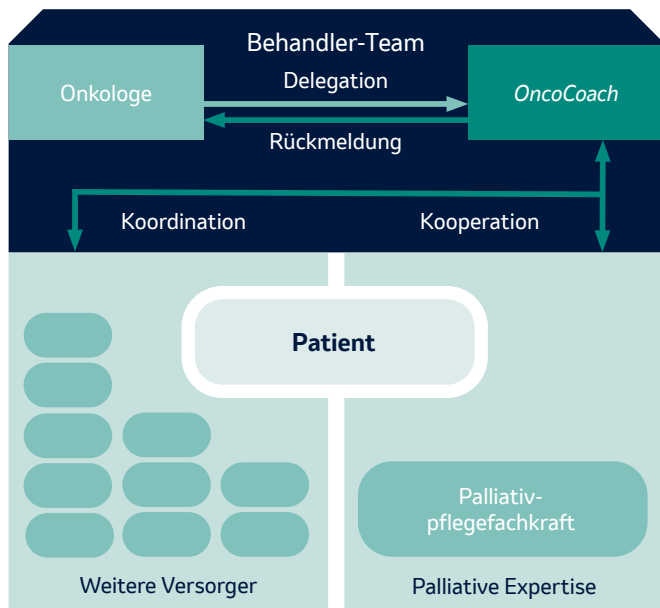 Behandler-Team
Onkologe
Delegation
OncoCoach
Rückmeldung
Koordination
Kooperation
Patient
Palliativ-
pflegefachkraft
Weitere Versorger
Palliative Expertise